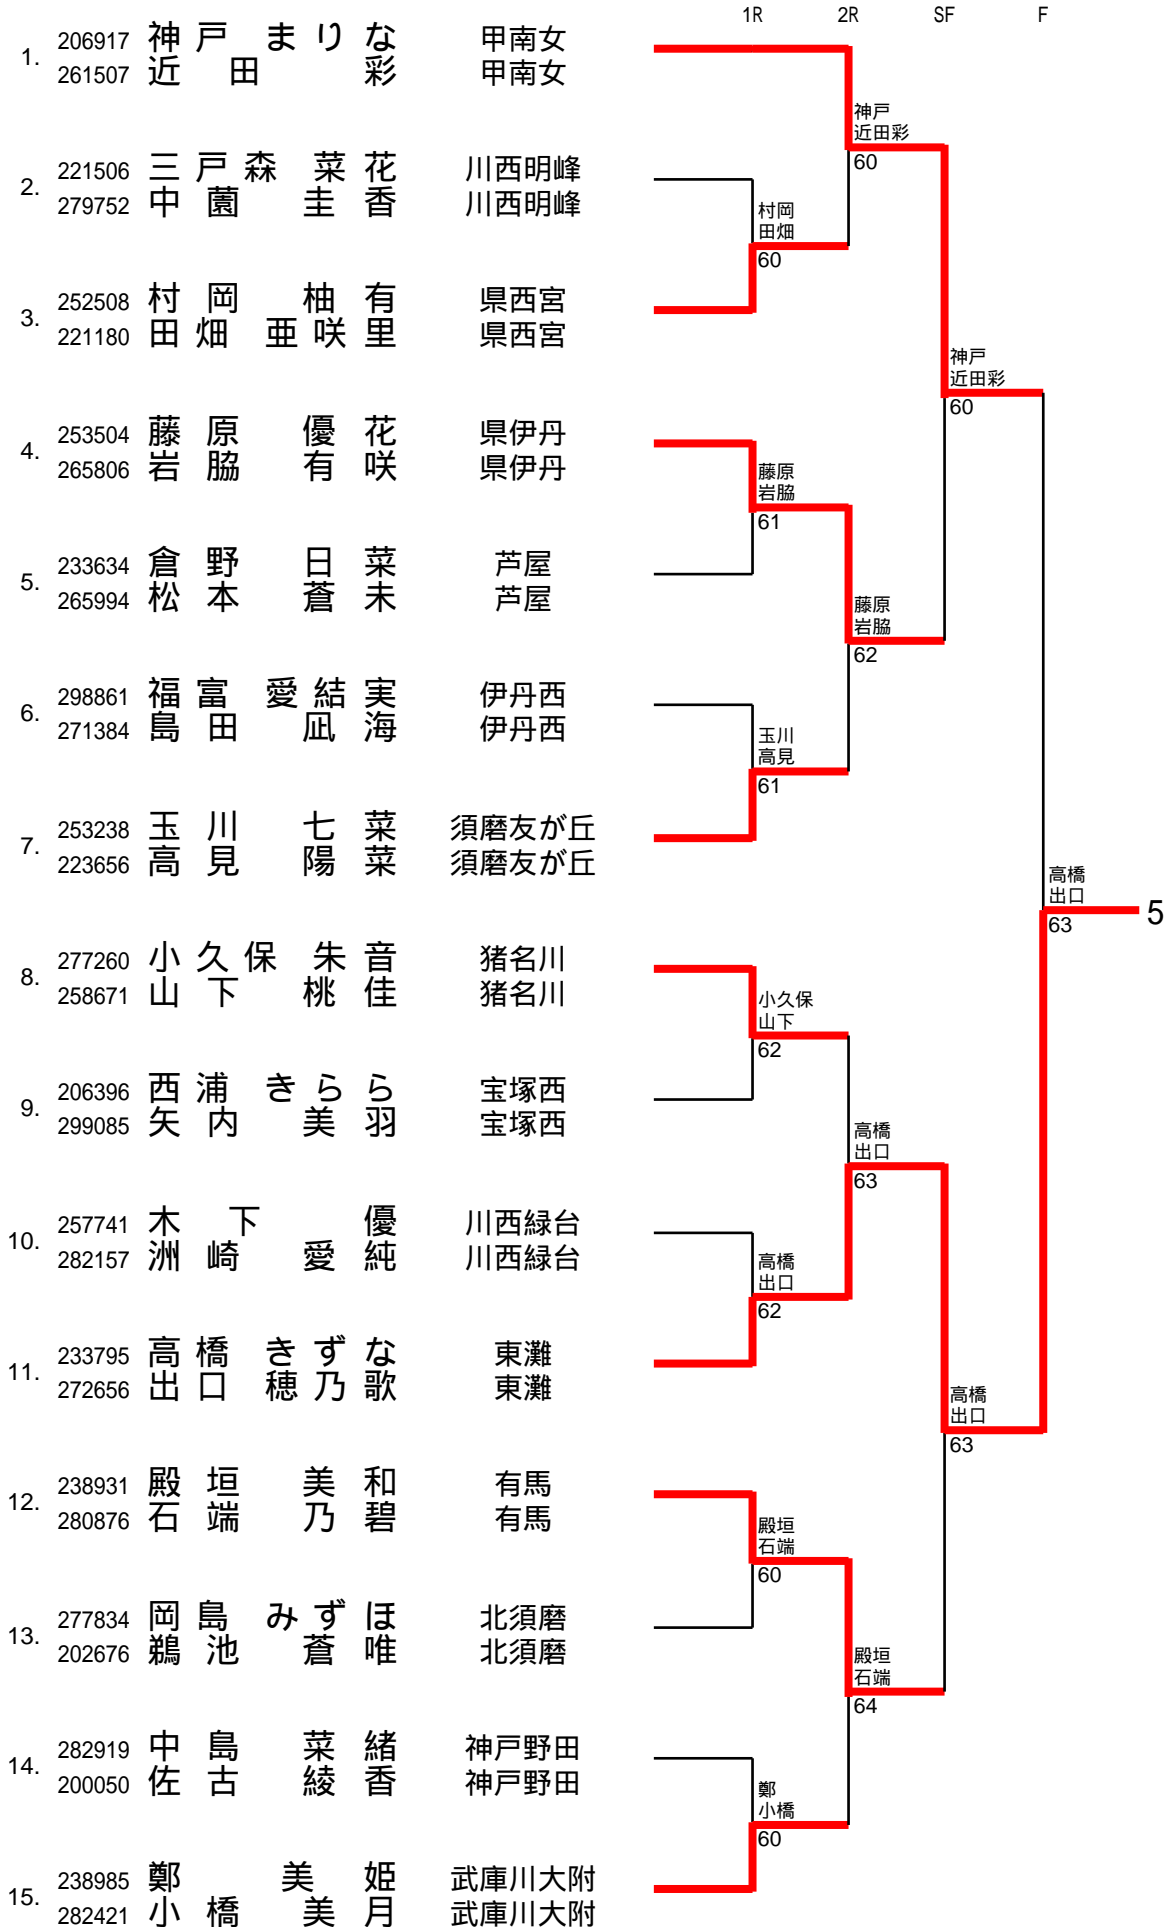 1R 2R SF F
1. 206917 神戸 まりな 甲南女
261507 近田 彩 甲南女
神戸
近田彩
60
2. 221506 三戸森 菜花 川西明峰
279752 中薗 圭香 川西明峰
村岡
田畑
60
3. 252508 村岡 柚有 県西宮
221180 田畑 亜咲里 県西宮
神戸
近田彩
60
4. 253504 藤原 優花 県伊丹
265806 岩脇 有咲 県伊丹
藤原
岩脇
61
5. 233634 倉野 日菜 芦屋
265994 松本 蒼未 芦屋
藤原
岩脇
62
6. 298861 福富 愛結実 伊丹西
271384 島田 凪海 伊丹西
玉川
高見
61
7. 253238 玉川 七菜 須磨友が丘
223656 高見 陽菜 須磨友が丘
高橋
出口
63
5
8. 277260 小久保 朱音 猪名川
258671 山下 桃佳 猪名川
小久保
山下
62
9. 206396 西浦 きらら 宝塚西
299085 矢内 美羽 宝塚西
高橋
出口
63
10. 257741 木下 優 川西緑台
282157 洲崎 愛純 川西緑台
高橋
出口
62
11. 233795 高橋 きずな 東灘
272656 出口 穂乃歌 東灘
高橋
出口
63
12. 238931 殿垣 美和 有馬
280876 石端 乃碧 有馬
殿垣
石端
60
13. 277834 岡島 みずほ 北須磨
202676 鵜池 蒼唯 北須磨
殿垣
石端
64
14. 282919 中島 菜緒 神戸野田
200050 佐古 綾香 神戸野田
鄭
小橋
60
15. 238985 鄭 美姫 武庫川大附
282421 小橋 美月 武庫川大附